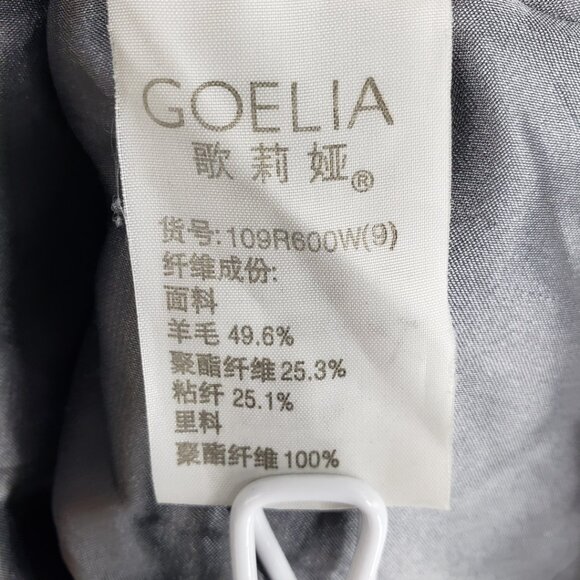 GOELIA
歌莉娅®
货号:109R600W(9)
纤维成份:
面料
羊毛 49.6%
聚酯纤维 25.3%
粘纤 25.1%
里料
聚酯纤维 100%